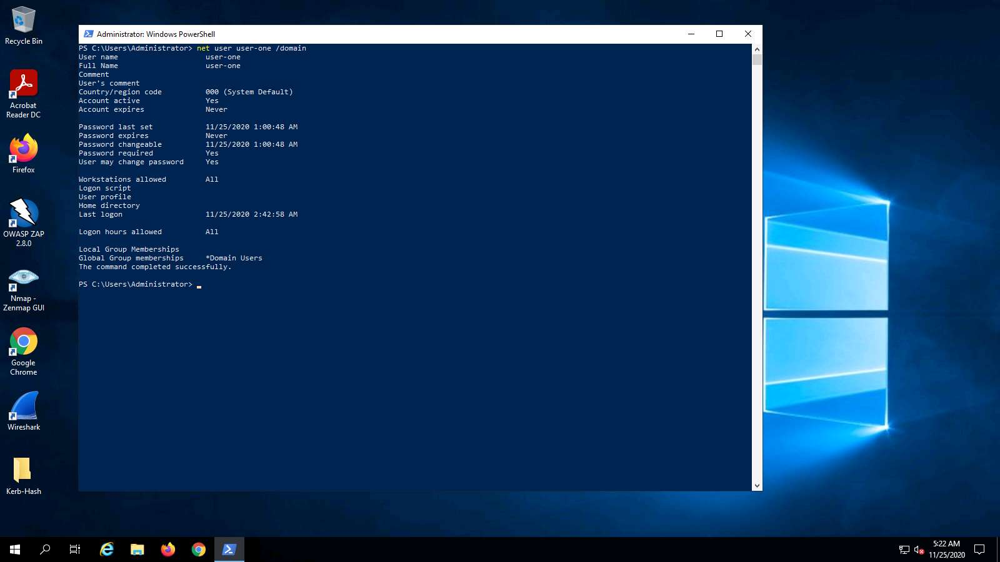 Recycle Bin
Acrobat
Reader DC
Firefox
OWASP ZAP
2.8.0
Nmap -
Zenmap GUI
Google
Chrome
Wireshark
Kerb-Hash
Administrator: Windows PowerShell
PS C:\Users\Administrator> net user user-one /domain
User name                    user-one
Full Name                    user-one
Comment
User's comment
Country/region code          000 (System Default)
Account active               Yes
Account expires              Never
Password last set            11/25/2020 1:00:48 AM
Password expires             Never
Password changeable          11/25/2020 1:00:48 AM
Password required            Yes
User may change password     Yes
Workstations allowed         All
Logon script
User profile
Home directory
Last logon                   11/25/2020 2:42:58 AM
Logon hours allowed          All
Local Group Memberships
Global Group memberships     *Domain Users
The command completed successfully.
PS C:\Users\Administrator>
5:22 AM
11/25/2020